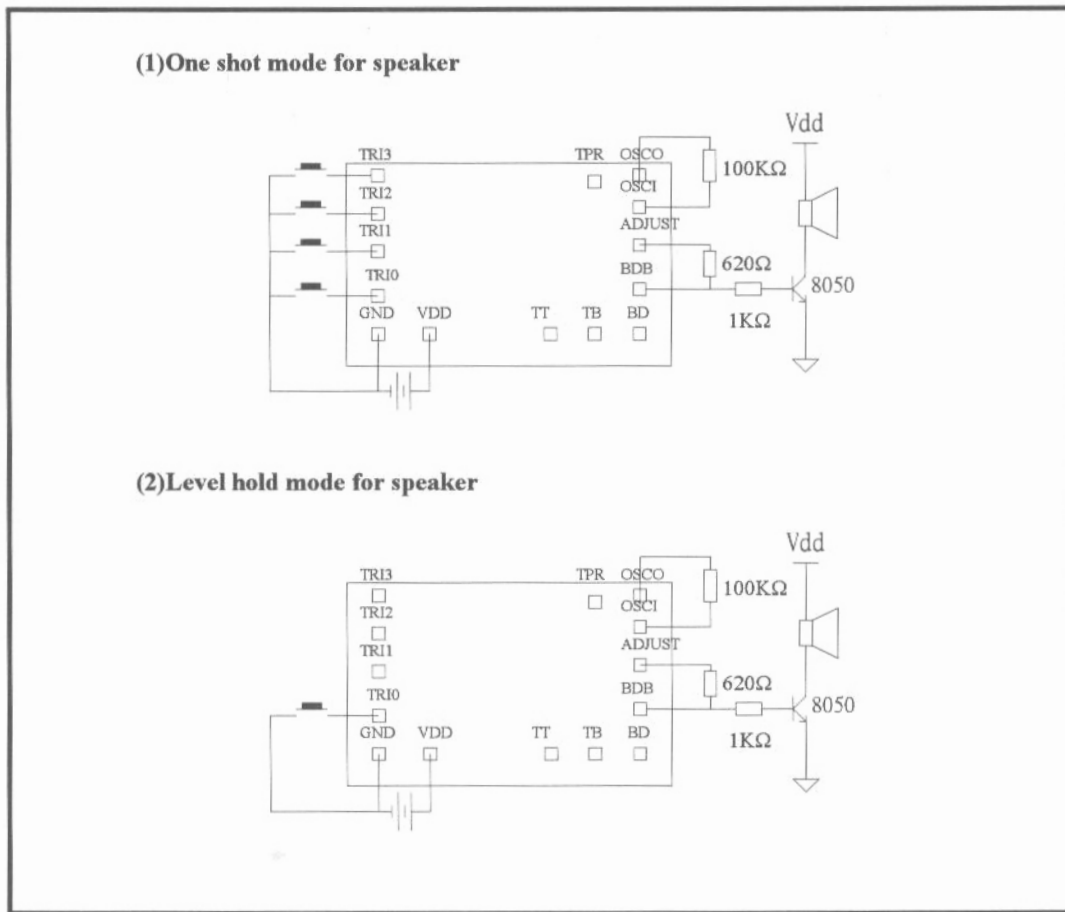 (1)One shot mode for speaker
Vdd
TRI3 TPR OSCO
100KΩ
OSCI
TRI2
ADJUST
TRI1
620Ω
BDB
TRI0
8050
GND VDD TT TB BD
1KΩ
(2)Level hold mode for speaker
Vdd
TRI3 TPR OSCO
100KΩ
OSCI
TRI2
ADJUST
TRI1
620Ω
BDB
TRI0
8050
GND VDD TT TB BD
1KΩ